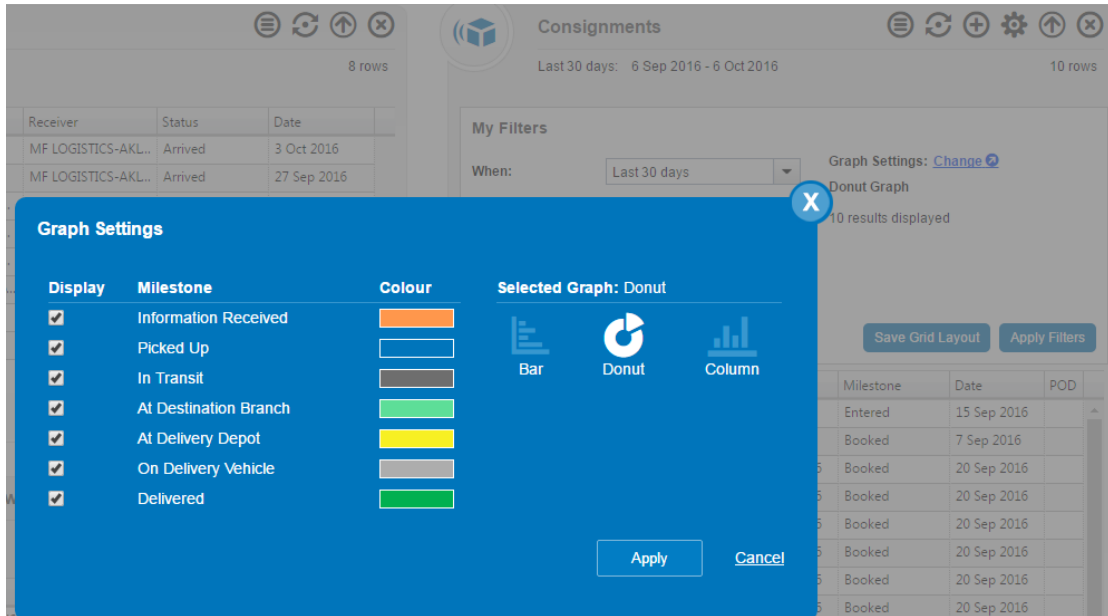 Consignments
8 rows
Last 30 days: 6 Sep 2016 - 6 Oct 2016
10 rows
Receiver Status Date
MF LOGISTICS-AKL... Arrived 3 Oct 2016
MF LOGISTICS-AKL... Arrived 27 Sep 2016
My Filters
When: Last 30 days
Graph Settings: Change
Donut Graph
10 results displayed
Save Grid Layout Apply Filters
X
Graph Settings
Display Milestone Colour
Information Received
Picked Up
In Transit
At Destination Branch
At Delivery Depot
On Delivery Vehicle
Delivered
Selected Graph: Donut
Bar Donut Column
Apply Cancel
Milestone Date POD
Entered 15 Sep 2016
Booked 7 Sep 2016
Booked 20 Sep 2016
Booked 20 Sep 2016
Booked 20 Sep 2016
Booked 20 Sep 2016
Booked 20 Sep 2016
Booked 20 Sep 2016